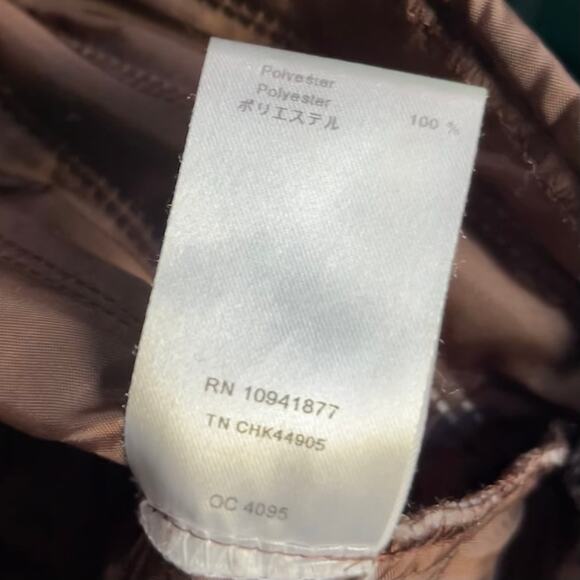 Polyester
Polyester
ポリエステル 100 %
RN 10941877
TN CHK44905
OC 4095